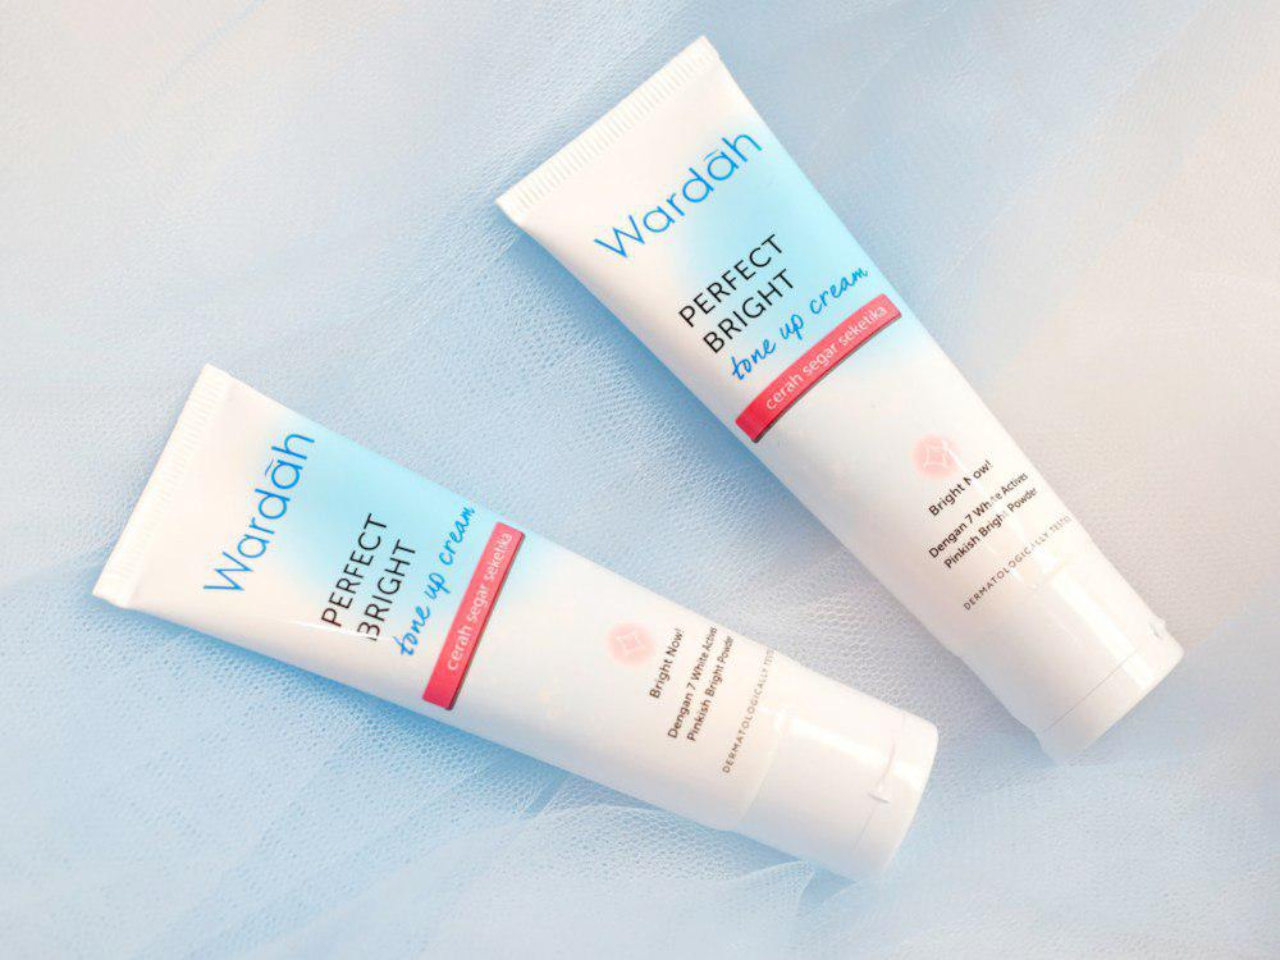 Wardah
PERFECT
BRIGHT
tone up cream
cerah segar seketika
Bright Now!
Dengan 7 White Actives
Pinkish Bright Powder
DERMATOLOGICALLY TESTED
Wardah
PERFECT
BRIGHT
tone up cream
cerah segar seketika
Bright Now!
Dengan 7 White Actives
Pinkish Bright Powder
DERMATOLOGICALLY TESTED